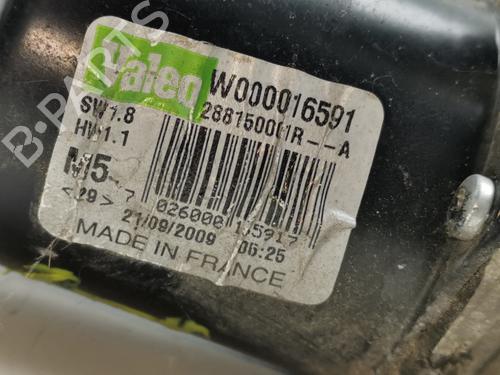 Valeo
W000016591
288150001R--A
SW1.8
HW1.1
M5
<29> 7
21/09/2009 06:25
MADE IN FRANCE
B-PARTS